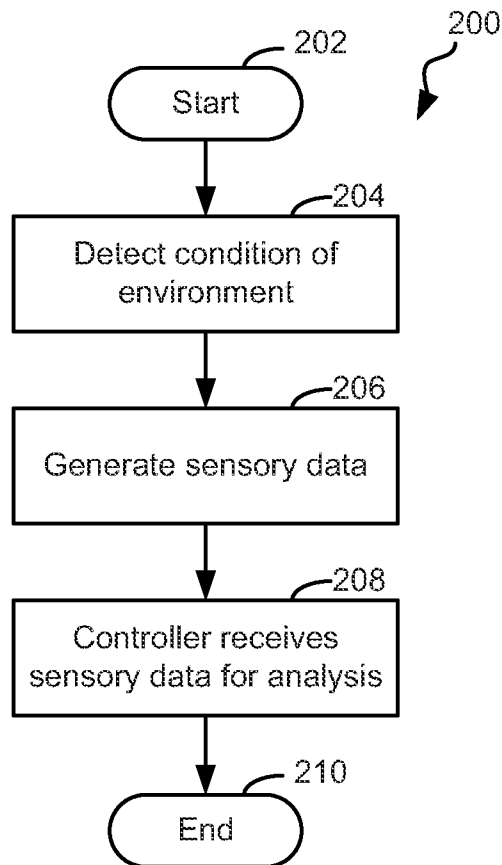 200
202
Start
204
Detect condition of
environment
206
Generate sensory data
208
Controller receives
sensory data for analysis
210
End